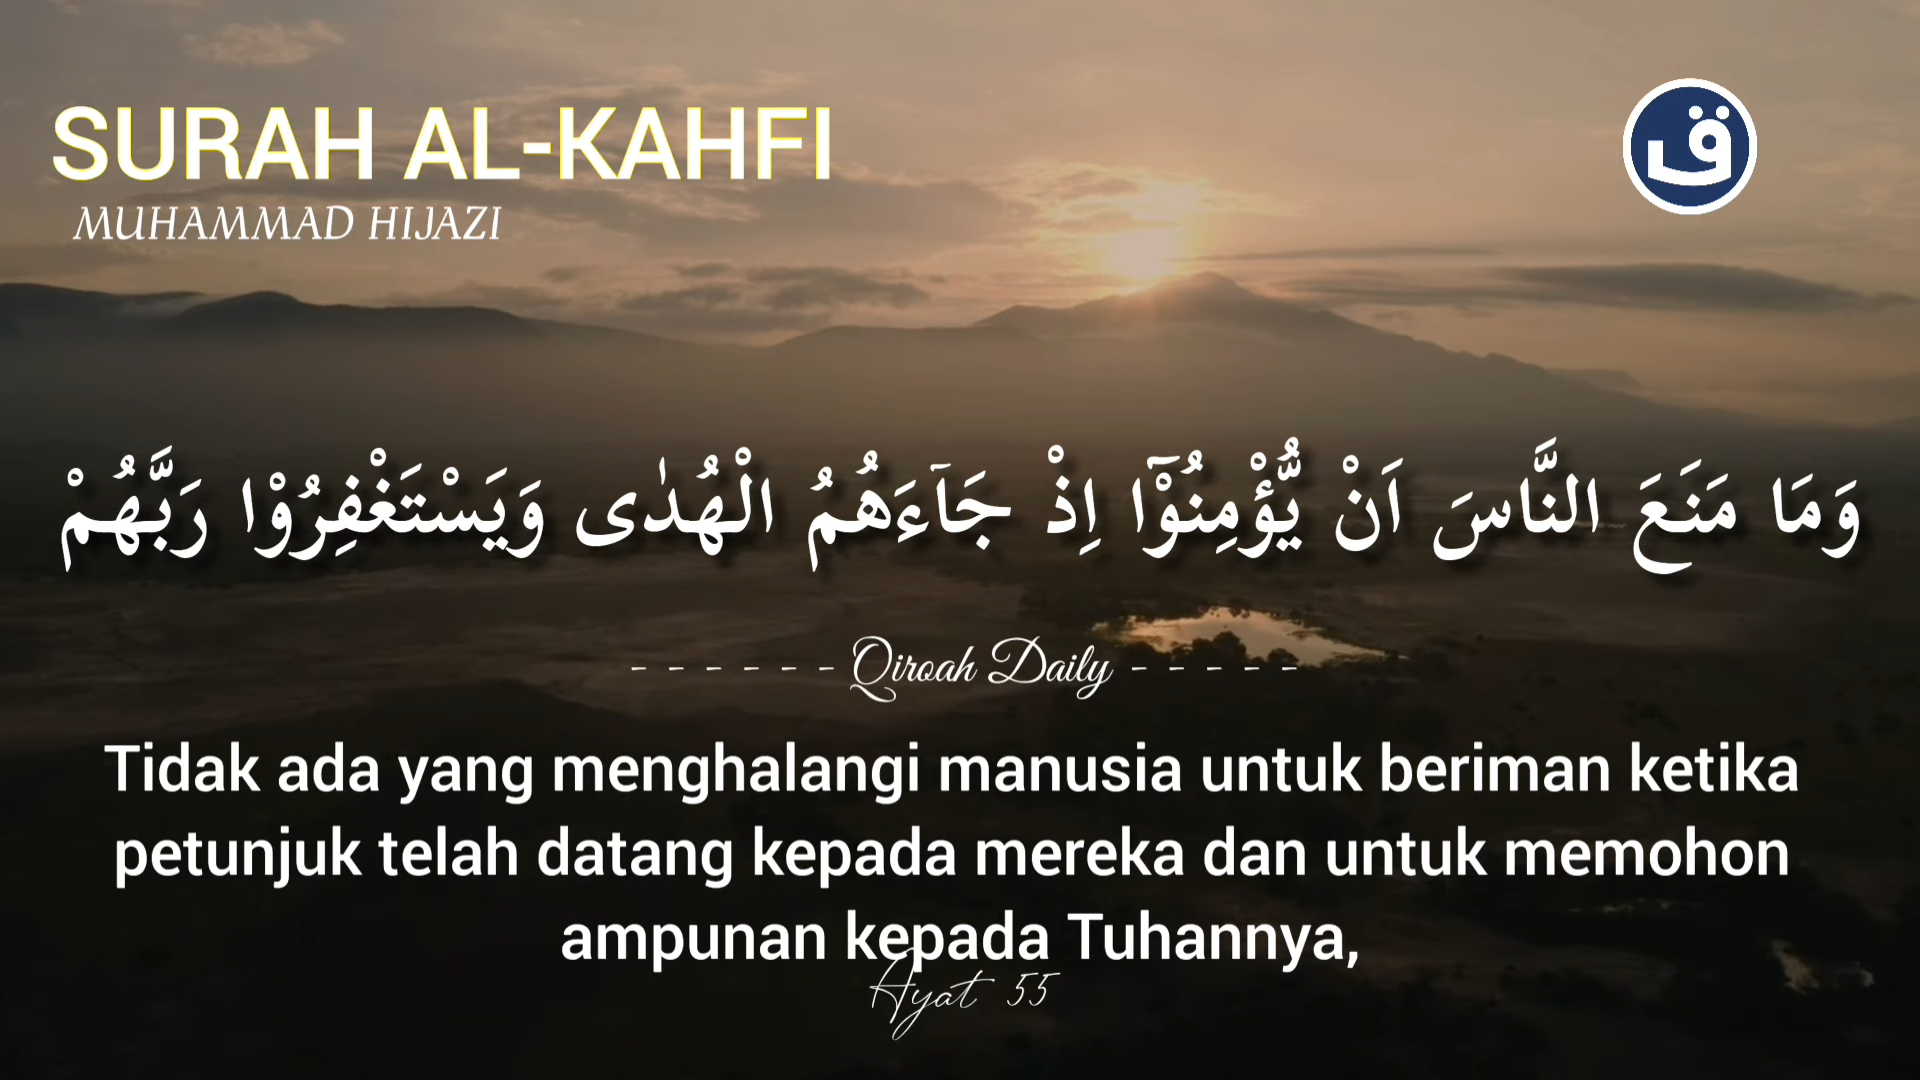 SURAH AL-KAHFI
MUHAMMAD HIJAZI
ق
وَمَا مَنَعَ النَّاسَ اَنْ يُّؤْمِنُوْٓا اِذْ جَاۤءَهُمُ الْهُدٰى وَيَسْتَغْفِرُوْا رَبَّهُمْ
- - - - - - Qiroah Daily - - - - -
Tidak ada yang menghalangi manusia untuk beriman ketika
petunjuk telah datang kepada mereka dan untuk memohon
ampunan kepada Tuhannya,
Ayat 55